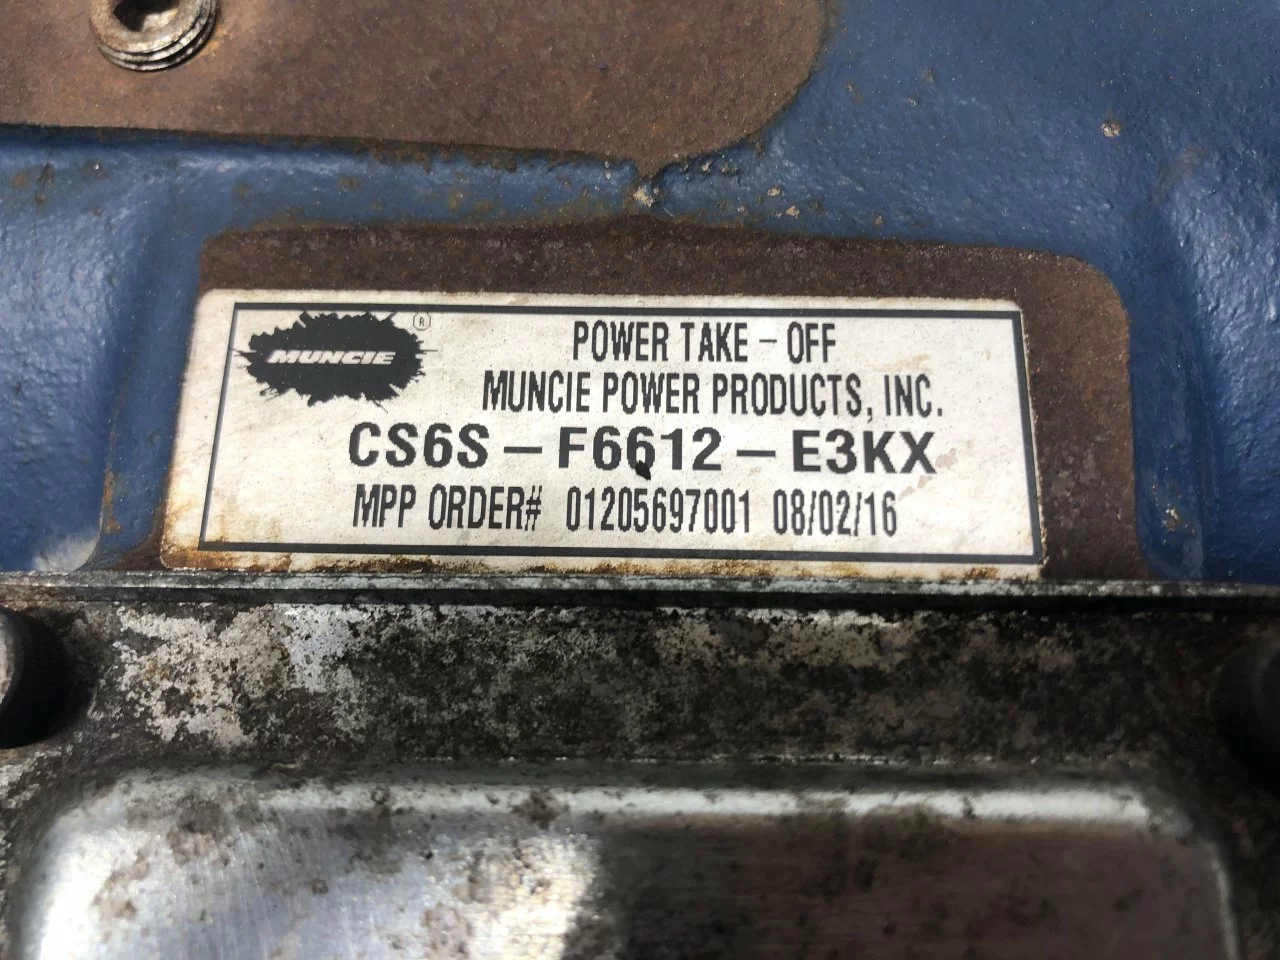 MUNCIE ®
POWER TAKE – OFF
MUNCIE POWER PRODUCTS, INC.
CS6S – F6612 – E3KX
MPP ORDER# 01205697001 08/02/16